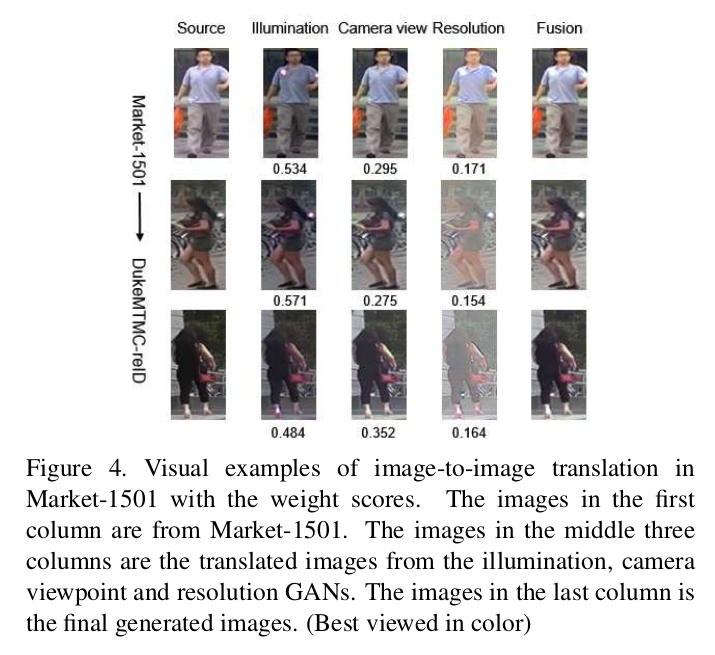 Source Illumination Camera view Resolution Fusion
Market-1501 → DukeMTMC-reID
0.534 0.295 0.171
0.571 0.275 0.154
0.484 0.352 0.164
Figure 4. Visual examples of image-to-image translation in
Market-1501 with the weight scores. The images in the first
column are from Market-1501. The images in the middle three
columns are the translated images from the illumination, camera
viewpoint and resolution GANs. The images in the last column is
the final generated images. (Best viewed in color)